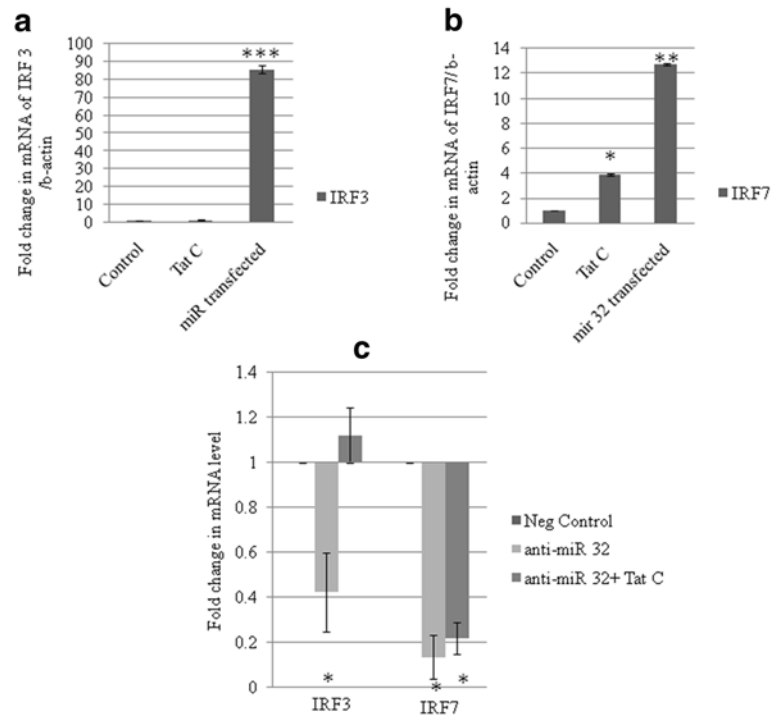 a
Fold change in mRNA of IRF 3
/b-actin
100
90
80
70
60
50
40
30
20
10
0
***
Control
Tat C
miR transfected
IRF3
b
Fold change in mRNA of IRF7/b-
actin
14
12
10
8
6
4
2
0
*
**
Control
Tat C
mir 32 transfected
IRF7
c
Fold change in mRNA level
1.4
1.2
1
0.8
0.6
0.4
0.2
0
*
*
*
IRF3
IRF7
Neg Control
anti-miR 32
anti-miR 32+ Tat C